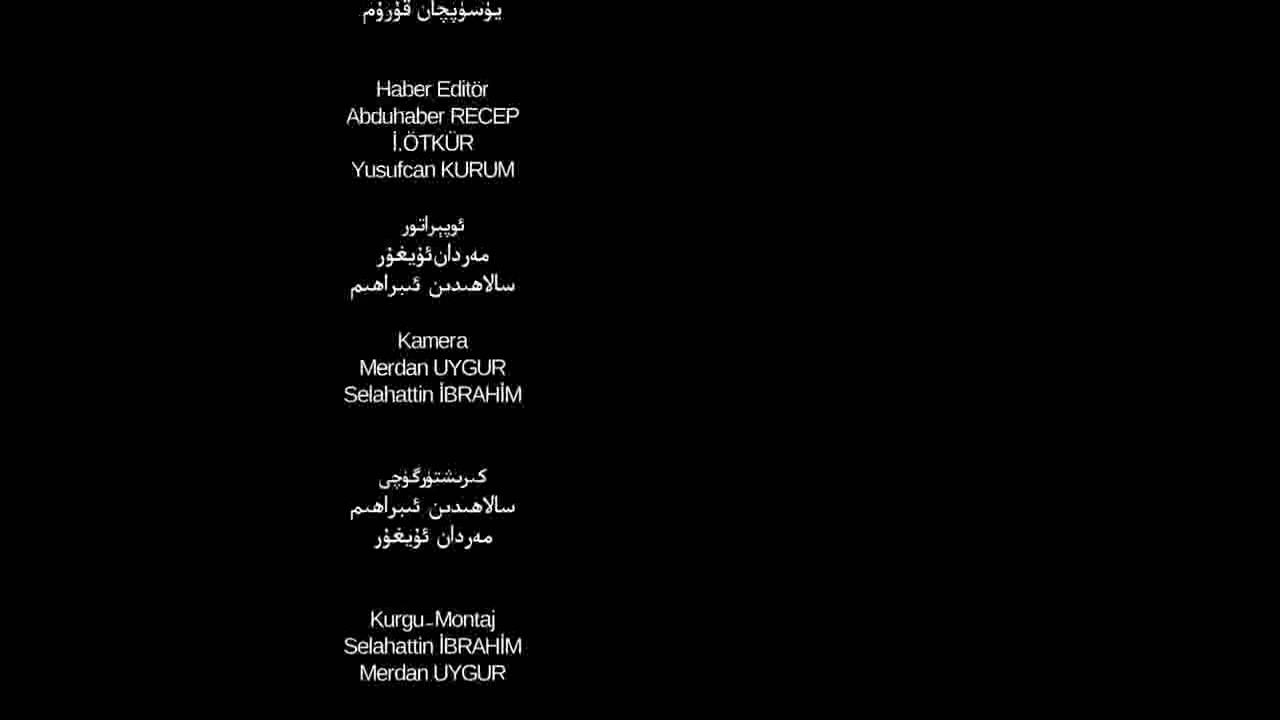 يۈسۈپچان قۇرۇم
Haber Editör
Abduhaber RECEP
İ.ÖTKÜR
Yusufcan KURUM
ئوپېراتور
مەردان ئۇيغۇر
سالاھىدىن ئىبراھىم
Kamera
Merdan UYGUR
Selahattin İBRAHİM
كىرىشتۈرگۈچى
سالاھىدىن ئىبراھىم
مەردان ئۇيغۇر
Kurgu-Montaj
Selahattin İBRAHİM
Merdan UYGUR